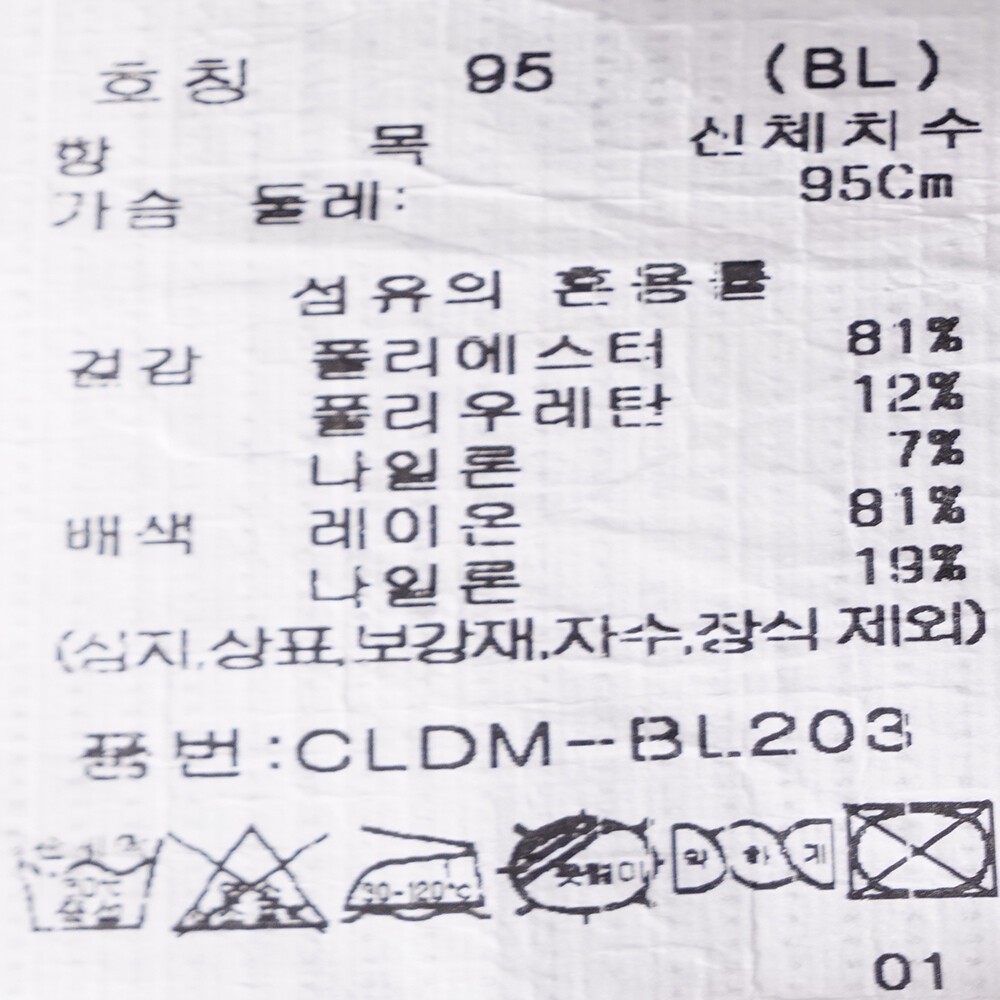 호칭 95 (BL)
항 목 신체치수
가슴 둘레: 95Cm
섬유의 혼용률
겉감 폴리에스터 81%
폴리우레탄 12%
나일론 7%
배색 레이온 81%
나일론 19%
(심지.상표.보강재.자수.장식 제외)
품번:CLDM-BL203
약하게
01